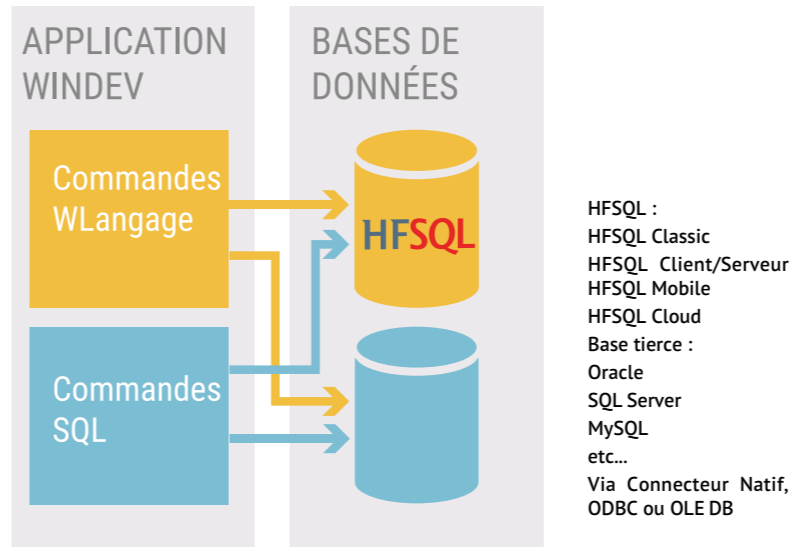 APPLICATION
WINDEV
BASES DE
DONNÉES
Commandes
WLangage
HFSQL
Commandes
SQL
HFSQL :
HFSQL Classic
HFSQL Client/Serveur
HFSQL Mobile
HFSQL Cloud
Base tierce :
Oracle
SQL Server
MySQL
etc...
Via Connecteur Natif,
ODBC ou OLE DB